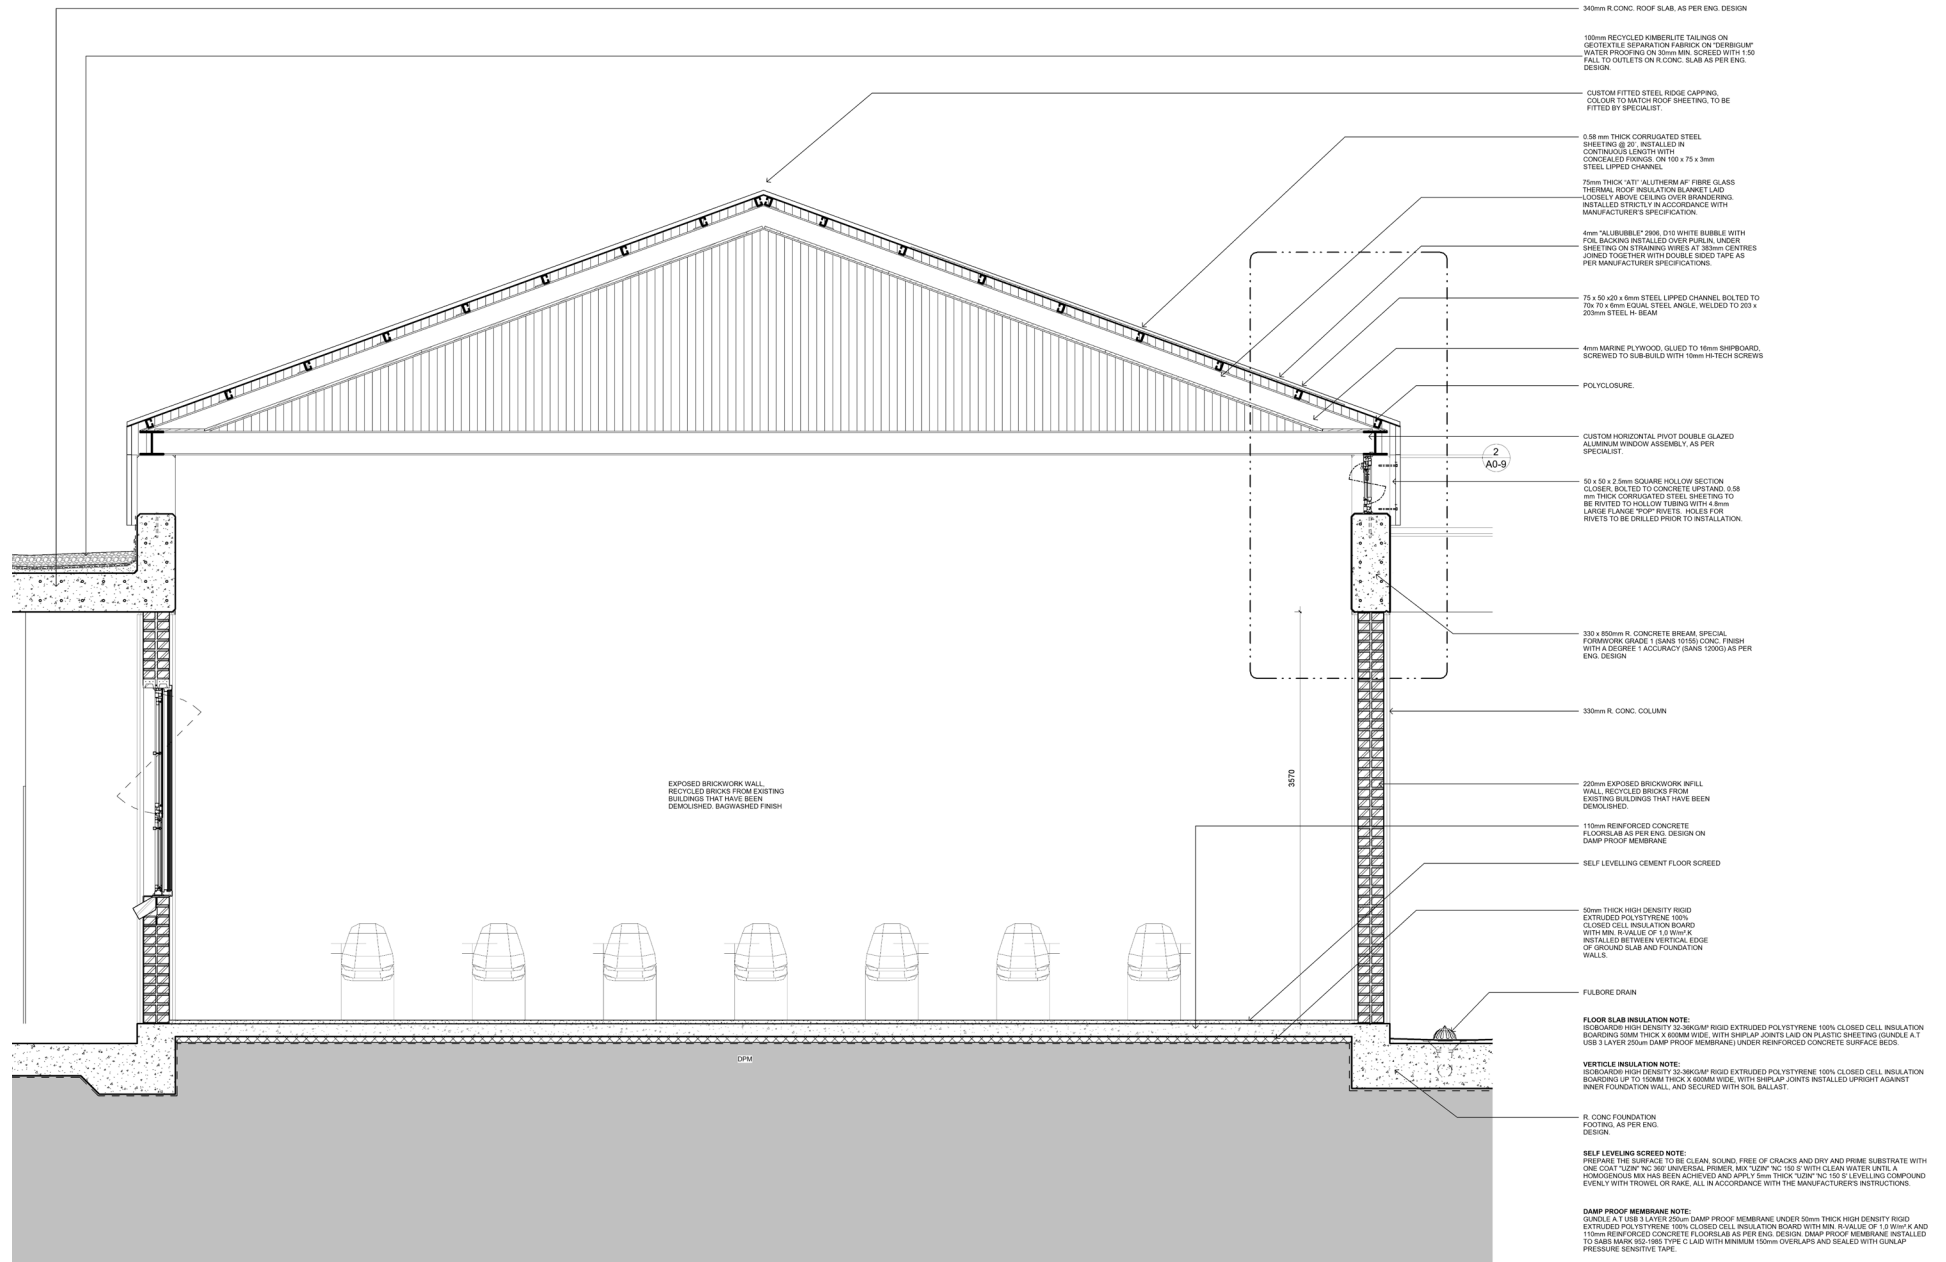 340mm R.CONC. ROOF SLAB, AS PER ENG. DESIGN
100mm RECYCLED KIMBERLITE TAILINGS ON
GEOTEXTILE SEPARATION FABRICK ON "DERBIGUM"
WATER PROOFING ON 30mm MIN. SCREED WITH 1:50
FALL TO OUTLETS ON R.CONC. SLAB AS PER ENG.
DESIGN.
CUSTOM FITTED STEEL RIDGE CAPPING,
COLOUR TO MATCH ROOF SHEETING, TO BE
FITTED BY SPECIALIST.
0.58 mm THICK CORRUGATED STEEL
SHEETING @ 20˚, INSTALLED IN
CONTINUOUS LENGTH WITH
CONCEALED FIXINGS. ON 100 x 75 x 3mm
STEEL LIPPED CHANNEL
75mm THICK "ATI" 'ALUTHERM AF' FIBRE GLASS
THERMAL ROOF INSULATION BLANKET LAID
LOOSELY ABOVE CEILING OVER BRANDERING.
INSTALLED STRICTLY IN ACCORDANCE WITH
MANUFACTURER'S SPECIFICATION.
4mm "ALUBUBBLE" 2906, D10 WHITE BUBBLE WITH
FOIL BACKING INSTALLED OVER PURLIN, UNDER
SHEETING ON STRAINING WIRES AT 383mm CENTRES
JOINED TOGETHER WITH DOUBLE SIDED TAPE AS
PER MANUFACTURER SPECIFICATIONS.
75 x 50 x20 x 6mm STEEL LIPPED CHANNEL BOLTED TO
70x 70 x 6mm EQUAL STEEL ANGLE, WELDED TO 203 x
203mm STEEL H- BEAM
4mm MARINE PLYWOOD, GLUED TO 16mm SHIPBOARD,
SCREWED TO SUB-BUILD WITH 10mm HI-TECH SCREWS
POLYCLOSURE.
CUSTOM HORIZONTAL PIVOT DOUBLE GLAZED
ALUMINUM WINDOW ASSEMBLY, AS PER
SPECIALIST.
2
A0-9
50 x 50 x 2.5mm SQUARE HOLLOW SECTION
CLOSER, BOLTED TO CONCRETE UPSTAND. 0.58
mm THICK CORRUGATED STEEL SHEETING TO
BE RIVITED TO HOLLOW TUBING WITH 4.8mm
LARGE FLANGE "POP" RIVETS. HOLES FOR
RIVETS TO BE DRILLED PRIOR TO INSTALLATION.
330 x 850mm R. CONCRETE BREAM, SPECIAL
FORMWORK GRADE 1 (SANS 10155) CONC. FINISH
WITH A DEGREE 1 ACCURACY (SANS 1200G) AS PER
ENG. DESIGN
330mm R. CONC. COLUMN
3570
EXPOSED BRICKWORK WALL,
RECYCLED BRICKS FROM EXISTING
BUILDINGS THAT HAVE BEEN
DEMOLISHED. BAGWASHED FINISH
220mm EXPOSED BRICKWORK INFILL
WALL, RECYCLED BRICKS FROM
EXISTING BUILDINGS THAT HAVE BEEN
DEMOLISHED.
110mm REINFORCED CONCRETE
FLOORSLAB AS PER ENG. DESIGN ON
DAMP PROOF MEMBRANE
SELF LEVELLING CEMENT FLOOR SCREED
50mm THICK HIGH DENSITY RIGID
EXTRUDED POLYSTYRENE 100%
CLOSED CELL INSULATION BOARD
WITH MIN. R-VALUE OF 1,0 W/m².K
INSTALLED BETWEEN VERTICAL EDGE
OF GROUND SLAB AND FOUNDATION
WALLS.
FULBORE DRAIN
DPM
FLOOR SLAB INSULATION NOTE:
ISOBOARD® HIGH DENSITY 32-36KG/M³ RIGID EXTRUDED POLYSTYRENE 100% CLOSED CELL INSULATION
BOARDING 50MM THICK X 600MM WIDE, WITH SHIPLAP JOINTS LAID ON PLASTIC SHEETING (GUNDLE A.T
USB 3 LAYER 250um DAMP PROOF MEMBRANE) UNDER REINFORCED CONCRETE SURFACE BEDS.
VERTICLE INSULATION NOTE:
ISOBOARD® HIGH DENSITY 32-36KG/M³ RIGID EXTRUDED POLYSTYRENE 100% CLOSED CELL INSULATION
BOARDING UP TO 150MM THICK X 600MM WIDE, WITH SHIPLAP JOINTS INSTALLED UPRIGHT AGAINST
INNER FOUNDATION WALL, AND SECURED WITH SOIL BALLAST.
R. CONC FOUNDATION
FOOTING, AS PER ENG.
DESIGN.
SELF LEVELING SCREED NOTE:
PREPARE THE SURFACE TO BE CLEAN, SOUND, FREE OF CRACKS AND DRY AND PRIME SUBSTRATE WITH
ONE COAT "UZIN" 'NC 360' UNIVERSAL PRIMER, MIX "UZIN" 'NC 150 S' WITH CLEAN WATER UNTIL A
HOMOGENOUS MIX HAS BEEN ACHIEVED AND APPLY 5mm THICK "UZIN" 'NC 150 S' LEVELLING COMPOUND
EVENLY WITH TROWEL OR RAKE, ALL IN ACCORDANCE WITH THE MANUFACTURER'S INSTRUCTIONS.
DAMP PROOF MEMBRANE NOTE:
GUNDLE A.T USB 3 LAYER 250um DAMP PROOF MEMBRANE UNDER 50mm THICK HIGH DENSITY RIGID
EXTRUDED POLYSTYRENE 100% CLOSED CELL INSULATION BOARD WITH MIN. R-VALUE OF 1,0 W/m².K AND
110mm REINFORCED CONCRETE FLOORSLAB AS PER ENG. DESIGN. DMAP PROOF MEMBRANE INSTALLED
TO SABS MARK 952-1985 TYPE C LAID WITH MINIMUM 150mm OVERLAPS AND SEALED WITH GUNLAP
PRESSURE SENSITIVE TAPE.